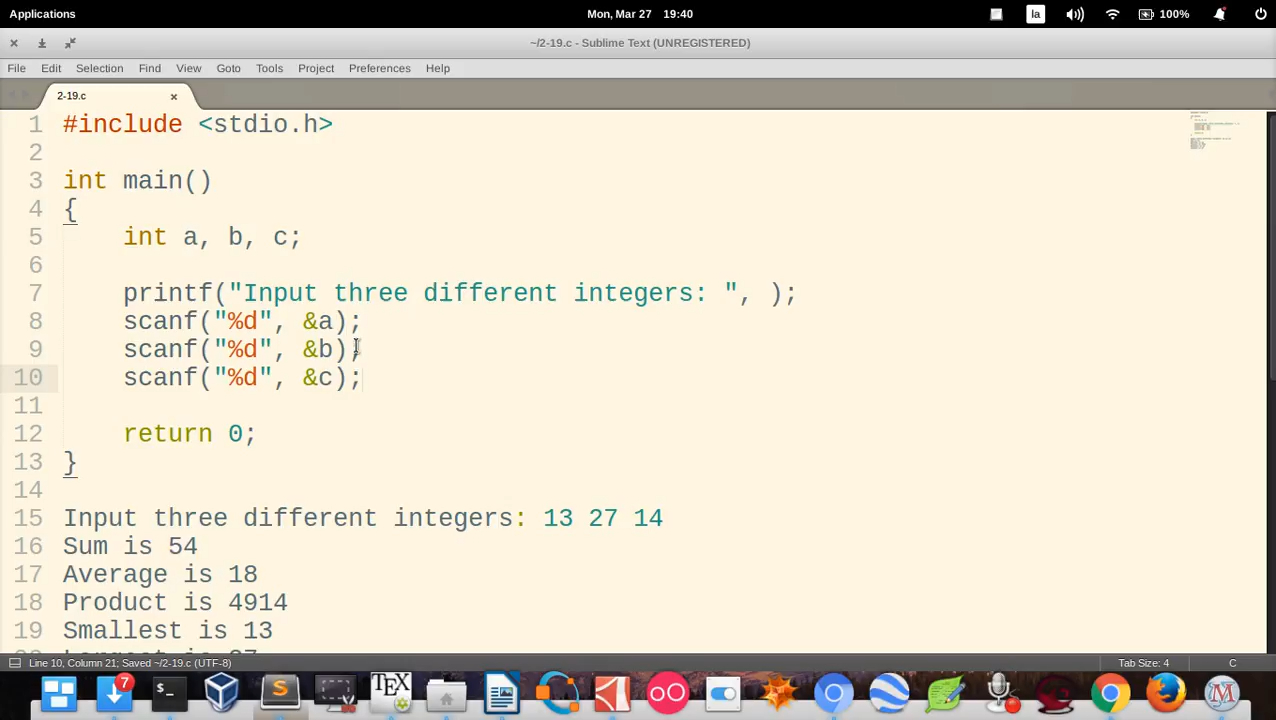 Applications
Mon, Mar 27 19:40
la
100%
~/2-19.c - Sublime Text (UNREGISTERED)
File Edit Selection Find View Goto Tools Project Preferences Help
2-19.c
1 #include <stdio.h>
2
3 int main()
4 {
5 int a, b, c;
6
7 printf("Input three different integers: ", );
8 scanf("%d", &a);
9 scanf("%d", &b);
10 scanf("%d", &c);
11
12 return 0;
13 }
14
15 Input three different integers: 13 27 14
16 Sum is 54
17 Average is 18
18 Product is 4914
19 Smallest is 13
Line 10, Column 21; Saved ~/2-19.c (UTF-8)
Tab Size: 4
C
7
TEX